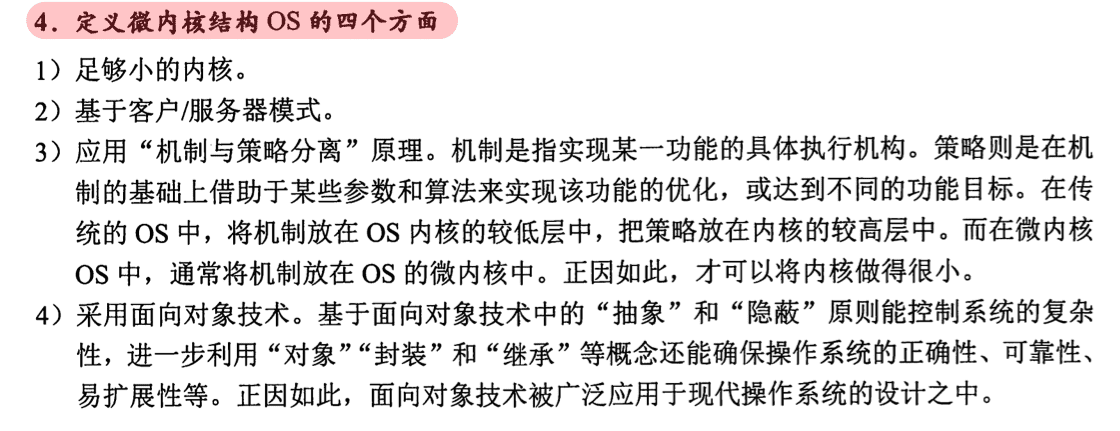 4．定义微内核结构 OS 的四个方面
1）足够小的内核。
2）基于客户/服务器模式。
3）应用“机制与策略分离”原理。机制是指实现某一功能的具体执行机构。策略则是在机
制的基础上借助于某些参数和算法来实现该功能的优化，或达到不同的功能目标。在传
统的 OS 中，将机制放在 OS 内核的较低层中，把策略放在内核的较高层中。而在微内核
OS 中，通常将机制放在 OS 的微内核中。正因如此，才可以将内核做得很小。
4）采用面向对象技术。基于面向对象技术中的“抽象”和“隐蔽”原则能控制系统的复杂
性，进一步利用“对象”“封装”和“继承”等概念还能确保操作系统的正确性、可靠性、
易扩展性等。正因如此，面向对象技术被广泛应用于现代操作系统的设计之中。